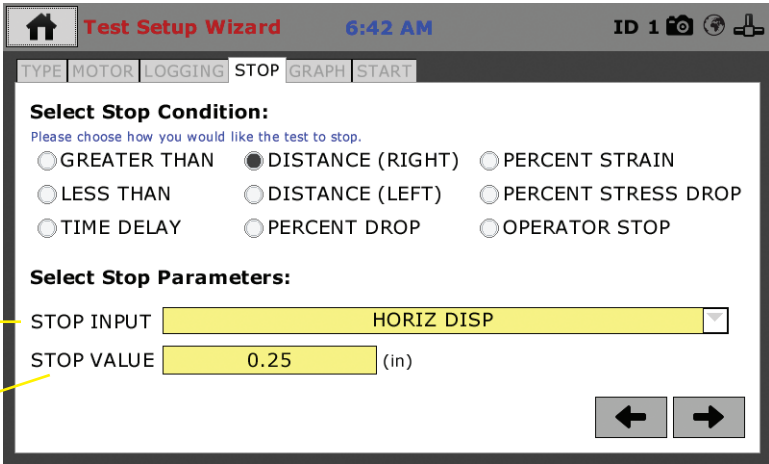 Test Setup Wizard 6:42 AM ID 1
TYPE MOTOR LOGGING STOP GRAPH START
Select Stop Condition:
Please choose how you would like the test to stop.
GREATER THAN DISTANCE (RIGHT) PERCENT STRAIN
LESS THAN DISTANCE (LEFT) PERCENT STRESS DROP
TIME DELAY PERCENT DROP OPERATOR STOP
Select Stop Parameters:
STOP INPUT HORIZ DISP
STOP VALUE 0.25 (in)